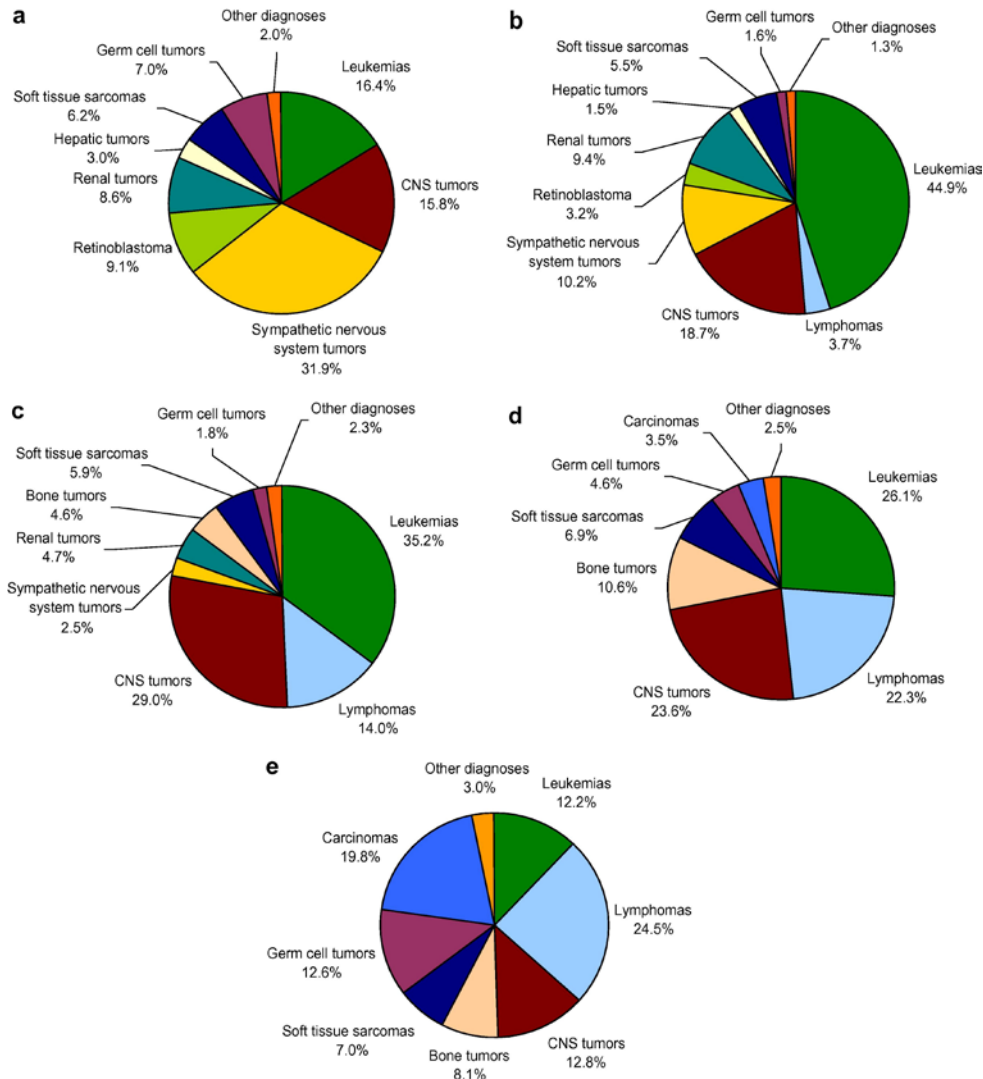 a
Other diagnoses
2.0%
Germ cell tumors
7.0%
Leukemias
16.4%
Soft tissue sarcomas
6.2%
Hepatic tumors
3.0%
Renal tumors
8.6%
CNS tumors
15.8%
Retinoblastoma
9.1%
Sympathetic nervous
system tumors
31.9%
b
Germ cell tumors
1.6%
Other diagnoses
1.3%
Soft tissue sarcomas
5.5%
Hepatic tumors
1.5%
Renal tumors
9.4%
Leukemias
44.9%
Retinoblastoma
3.2%
Sympathetic nervous
system tumors
10.2%
CNS tumors
18.7%
Lymphomas
3.7%
c
Germ cell tumors
1.8%
Other diagnoses
2.3%
Soft tissue sarcomas
5.9%
Bone tumors
4.6%
Leukemias
35.2%
Renal tumors
4.7%
Sympathetic nervous
system tumors
2.5%
CNS tumors
29.0%
Lymphomas
14.0%
d
Carcinomas
3.5%
Other diagnoses
2.5%
Germ cell tumors
4.6%
Leukemias
26.1%
Soft tissue sarcomas
6.9%
Bone tumors
10.6%
CNS tumors
23.6%
Lymphomas
22.3%
e
Other diagnoses
3.0%
Leukemias
12.2%
Carcinomas
19.8%
Lymphomas
24.5%
Germ cell tumors
12.6%
Soft tissue sarcomas
7.0%
Bone tumors
8.1%
CNS tumors
12.8%